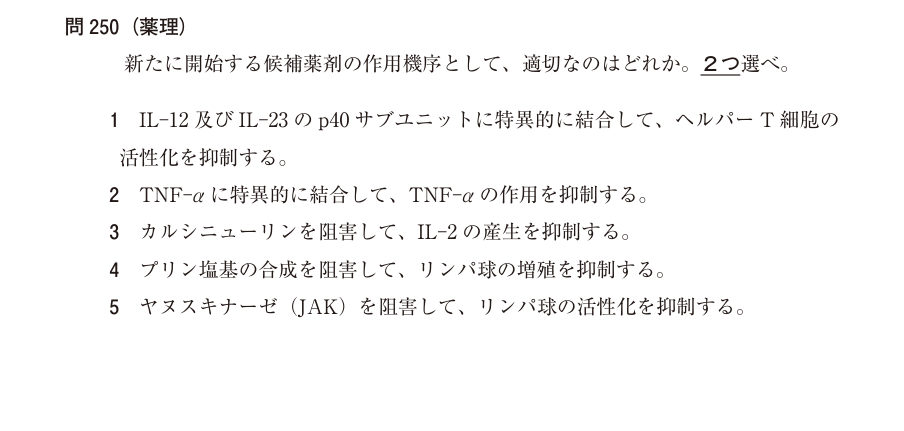 問 250（薬理）
新たに開始する候補薬剤の作用機序として、適切なのはどれか。２つ選べ。
1 IL-12 及び IL-23 の p40 サブユニットに特異的に結合して、ヘルパー T 細胞の
活性化を抑制する。
2 TNF-α に特異的に結合して、TNF-α の作用を抑制する。
3 カルシニューリンを阻害して、IL-2 の産生を抑制する。
4 プリン塩基の合成を阻害して、リンパ球の増殖を抑制する。
5 ヤヌスキナーゼ（JAK）を阻害して、リンパ球の活性化を抑制する。